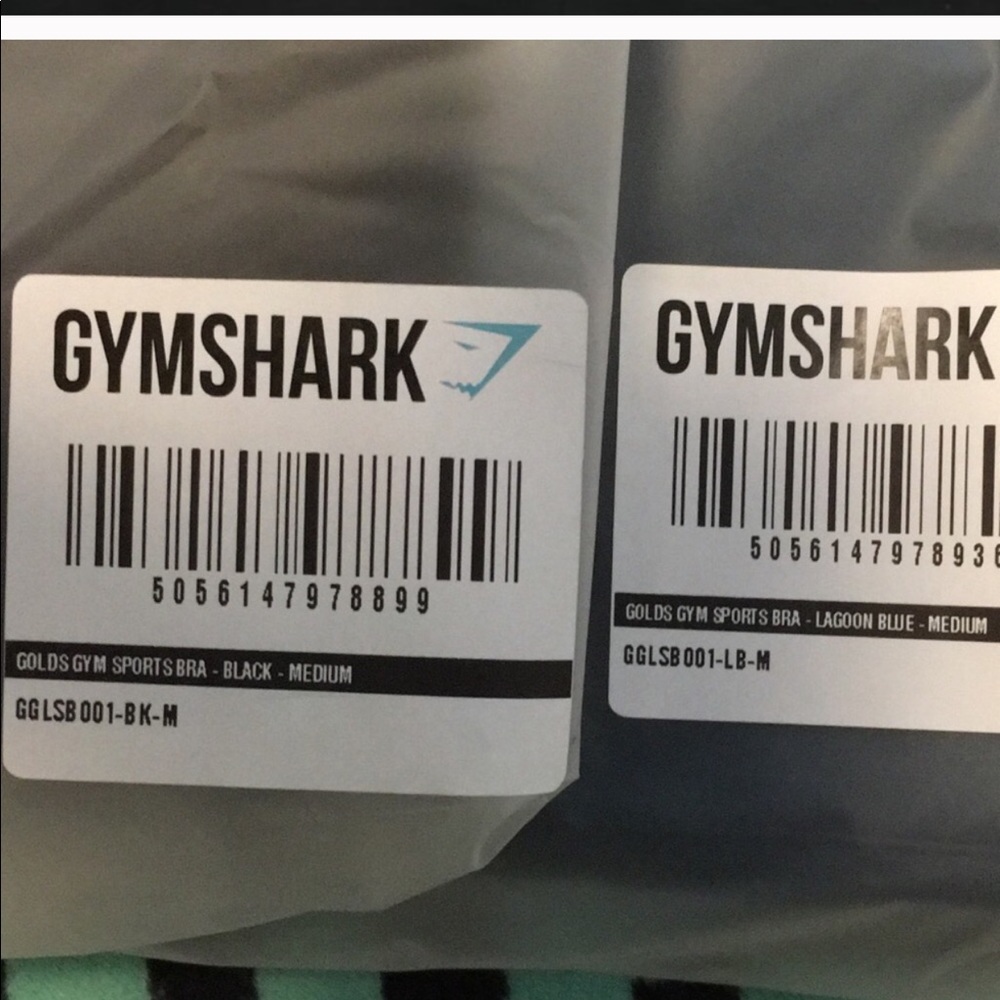 GYMSHARK
5056147978899
GOLDS GYM SPORTS BRA - BLACK - MEDIUM
GGLSB001-BK-M
GYMSHARK
5056147978936
GOLDS GYM SPORTS BRA - LAGOON BLUE - MEDIUM
GGLSB001-LB-M